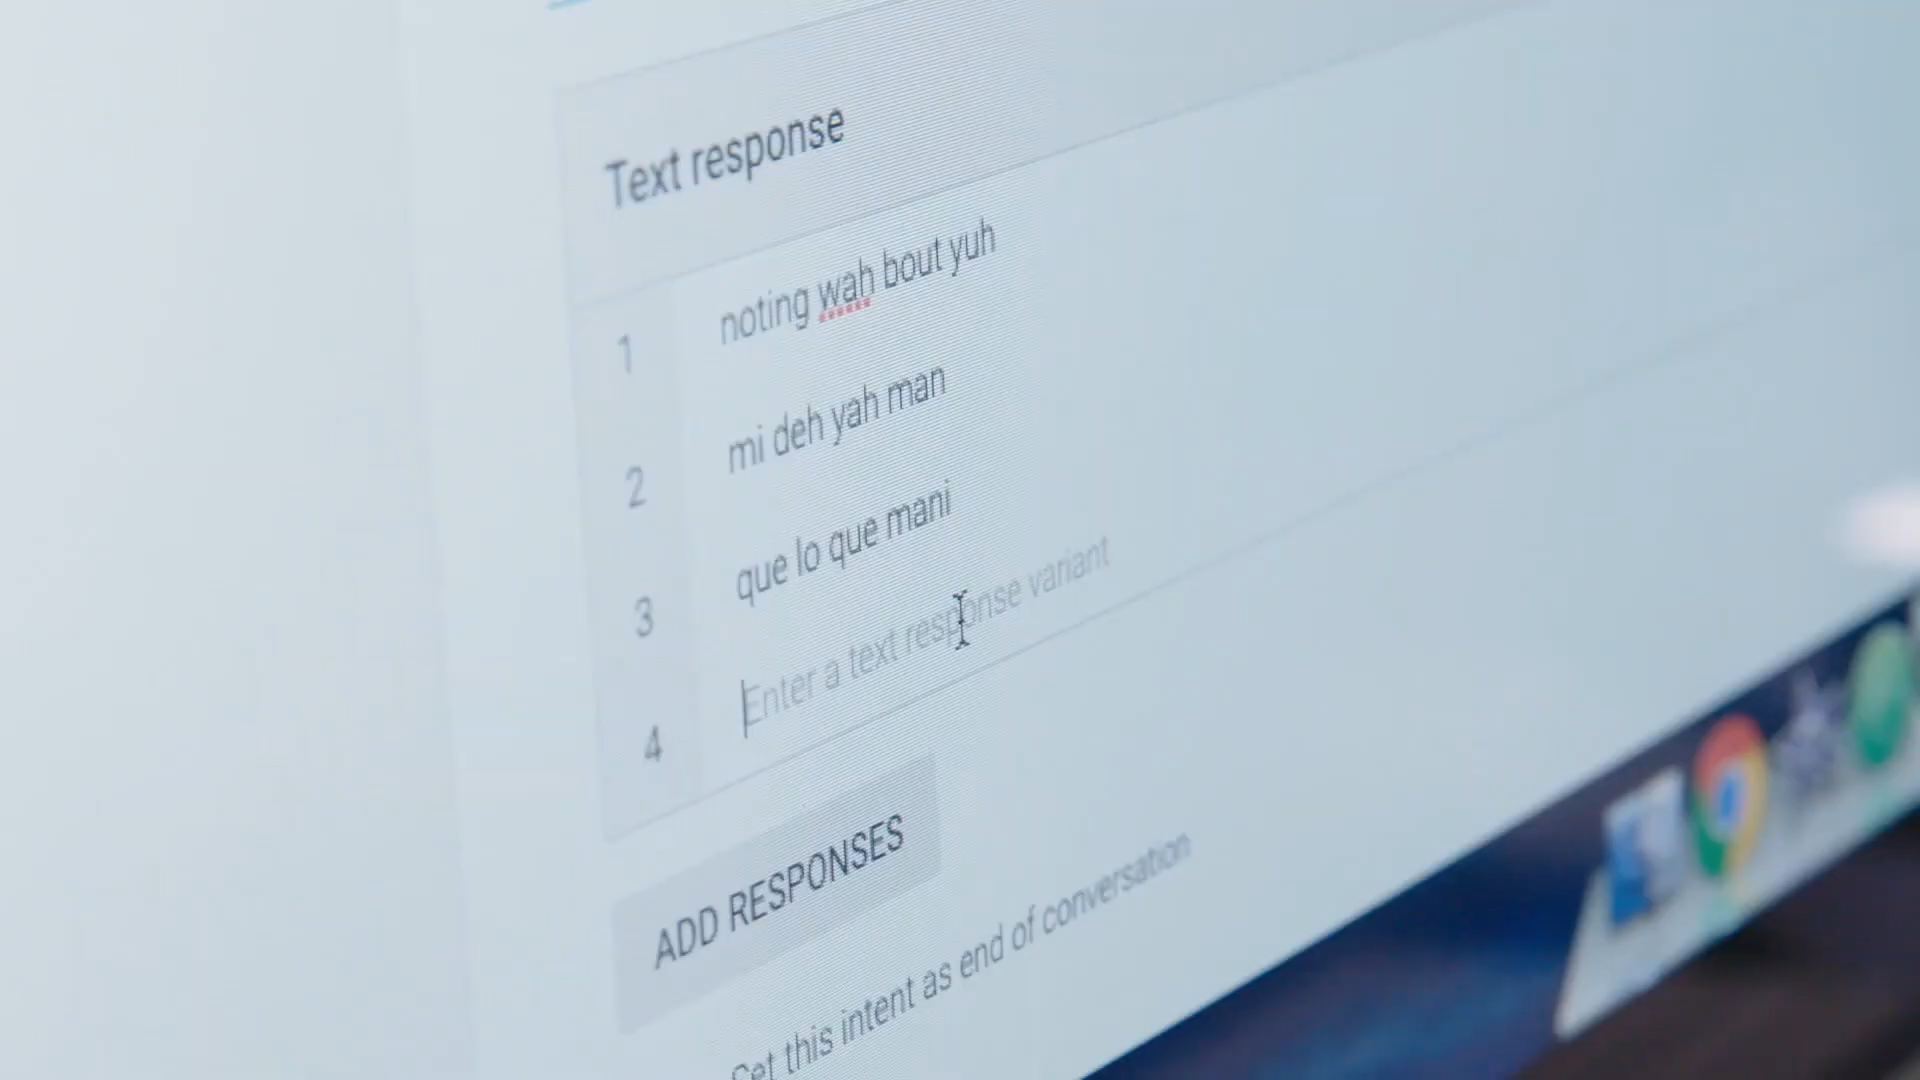 Text response
1 noting wah bout yuh
2 mi deh yah man
3 que lo que mani
4 Enter a text response variant
ADD RESPONSES
Set this intent as end of conversation